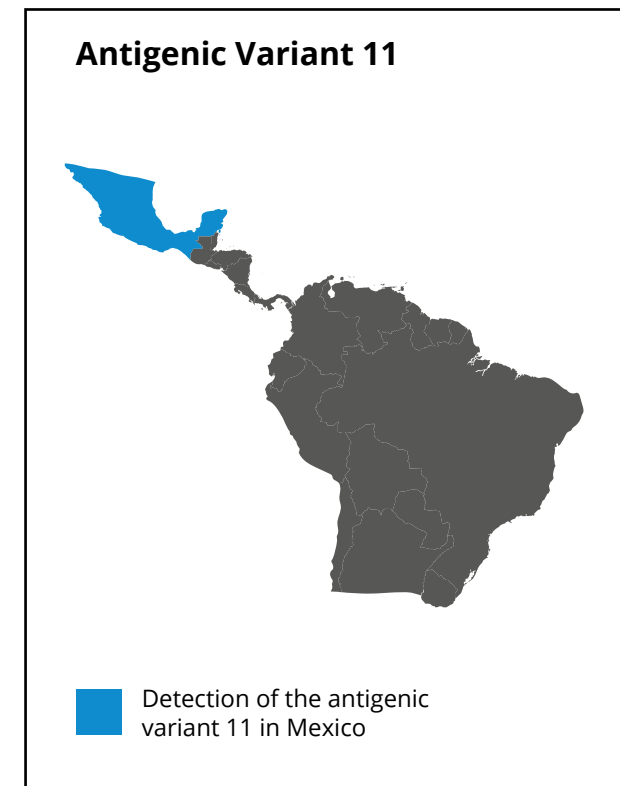 Antigenic Variant 11
Detection of the antigenic
variant 11 in Mexico